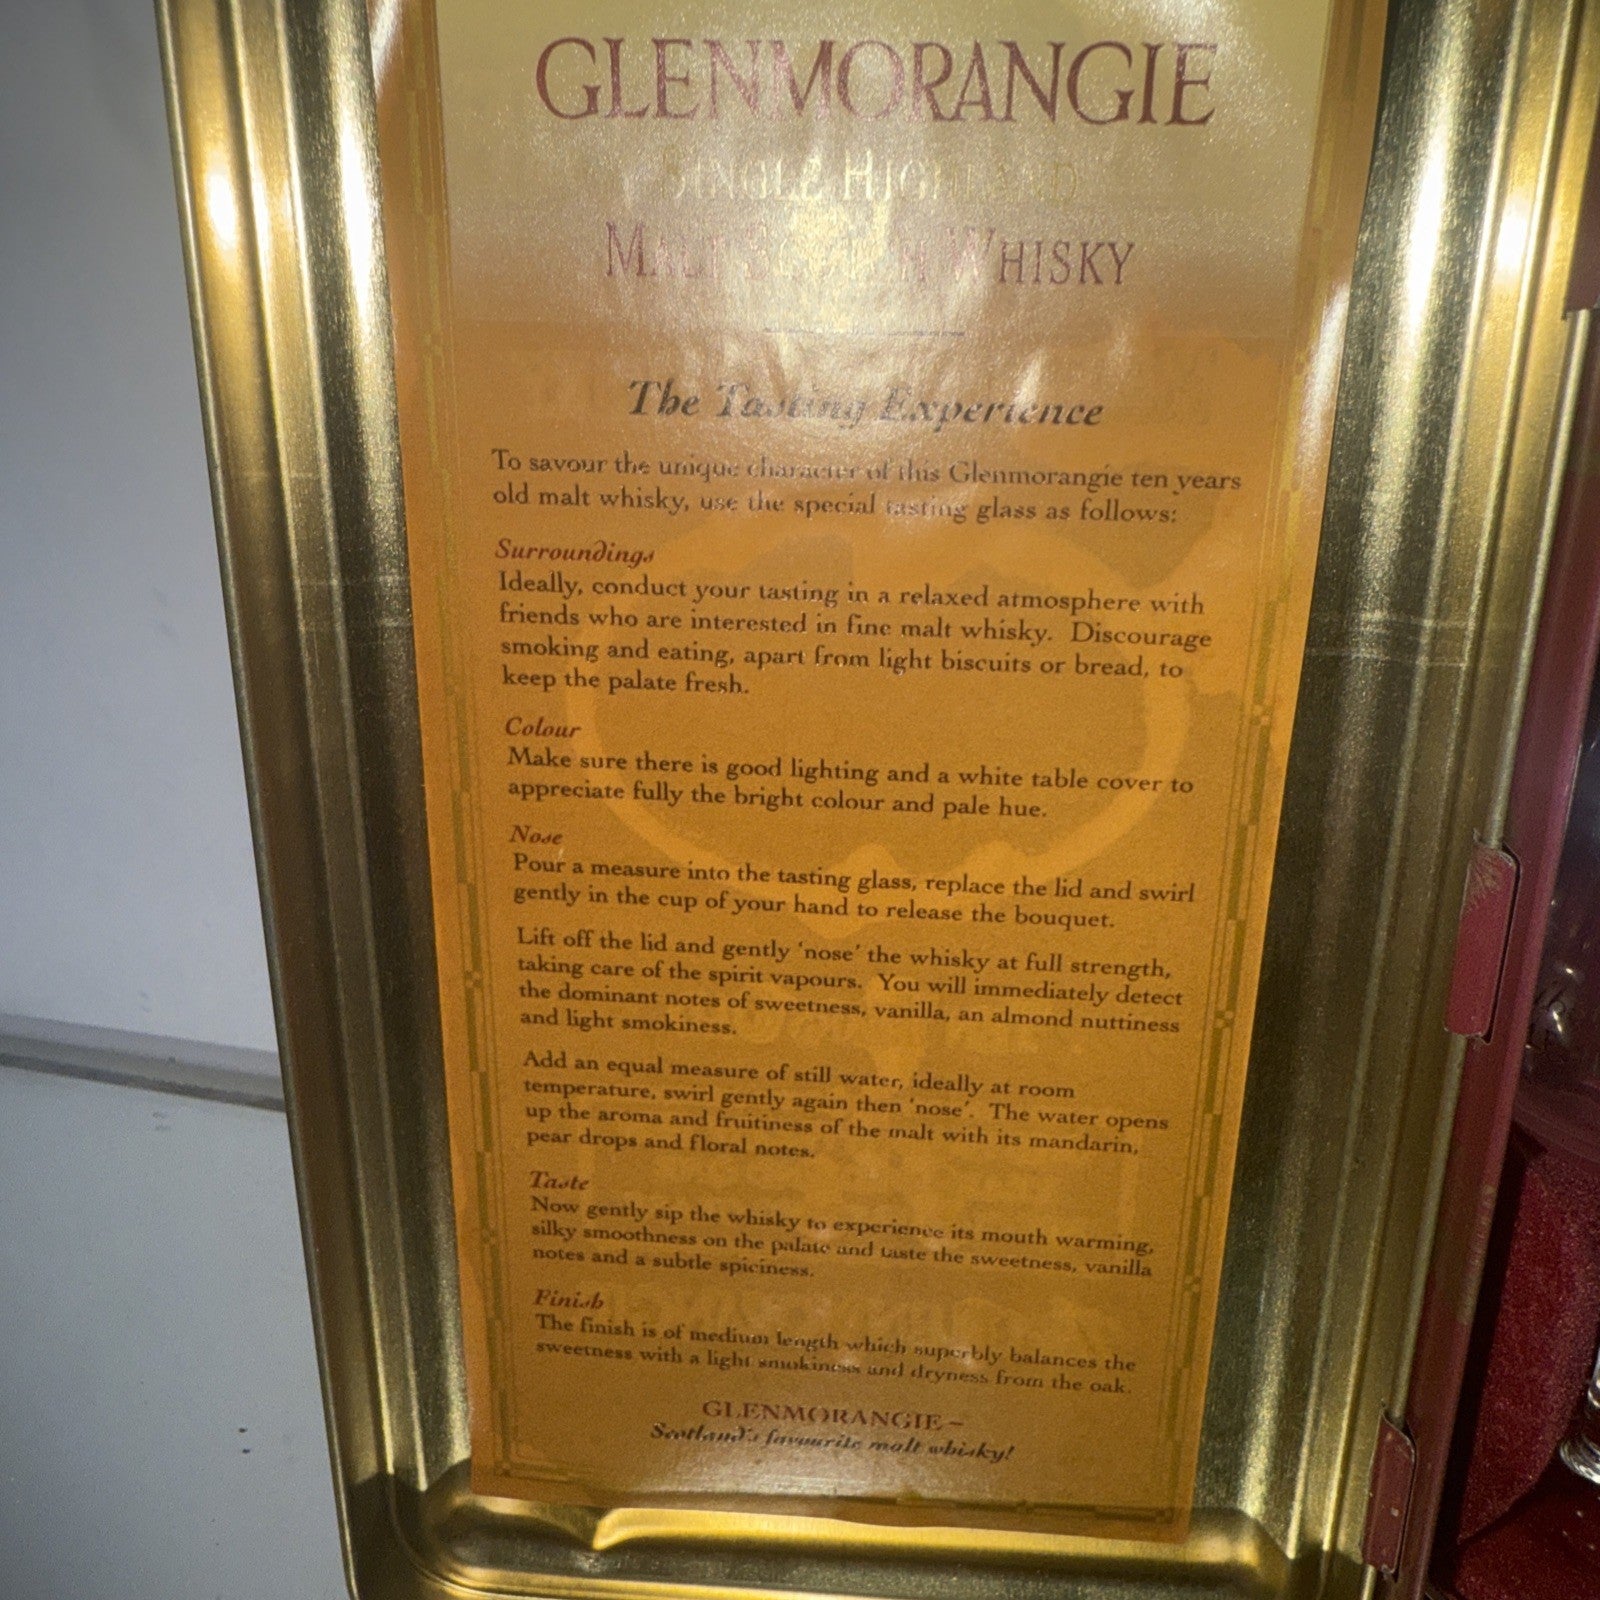 GLENMORANGIE
SINGLE HIGHLAND
MALT SCOTCH WHISKY
The Tasting Experience
To savour the unique character of this Glenmorangie ten years
old malt whisky, use the special tasting glass as follows:
Surroundings
Ideally, conduct your tasting in a relaxed atmosphere with
friends who are interested in fine malt whisky. Discourage
smoking and eating, apart from light biscuits or bread, to
keep the palate fresh.
Colour
Make sure there is good lighting and a white table cover to
appreciate fully the bright colour and pale hue.
Nose
Pour a measure into the tasting glass, replace the lid and swirl
gently in the cup of your hand to release the bouquet.
Lift off the lid and gently 'nose' the whisky at full strength,
taking care of the spirit vapours. You will immediately detect
the dominant notes of sweetness, vanilla, an almond nuttiness
and light smokiness.
Add an equal measure of still water, ideally at room
temperature, swirl gently again then 'nose'. The water opens
up the aroma and fruitiness of the malt with its mandarin,
pear drops and floral notes.
Taste
Now gently sip the whisky to experience its mouth warming,
silky smoothness on the palate and taste the sweetness, vanilla
notes and a subtle spiciness.
Finish
The finish is of medium length which superbly balances the
sweetness with a light smokiness and dryness from the oak.
GLENMORANGIE –
Scotland's favourite malt whisky!